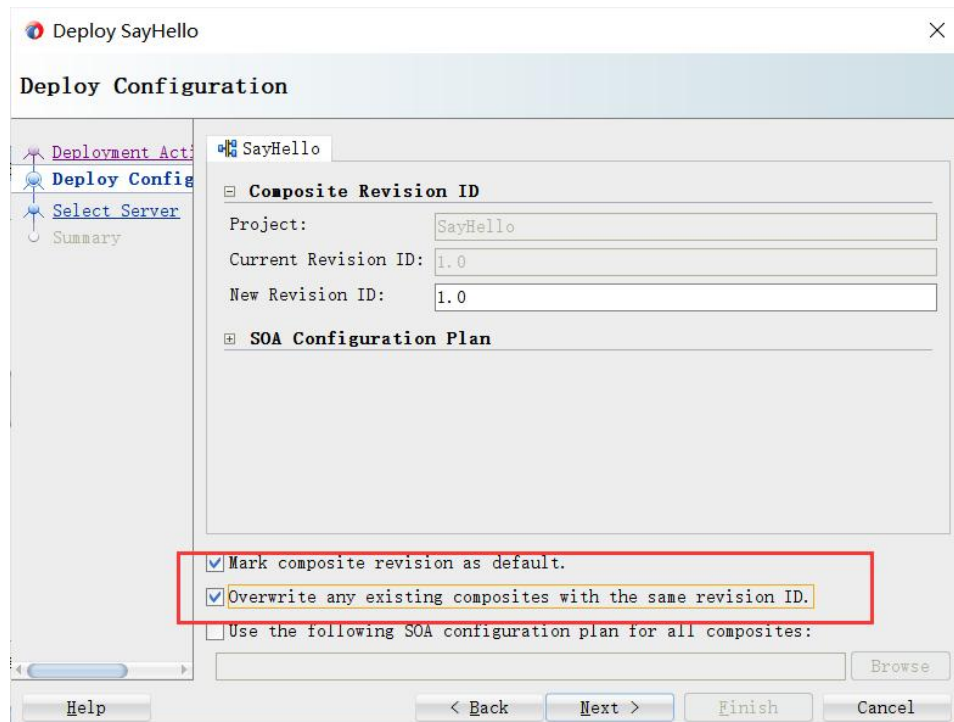 Deploy SayHello
Deploy Configuration
Deployment Acti
Deploy Config
Select Server
Summary
SayHello
Composite Revision ID
Project: SayHello
Current Revision ID: 1.0
New Revision ID: 1.0
SOA Configuration Plan
Mark composite revision as default.
Overwrite any existing composites with the same revision ID.
Use the following SOA configuration plan for all composites:
Browse
Help < Back Next > Finish Cancel